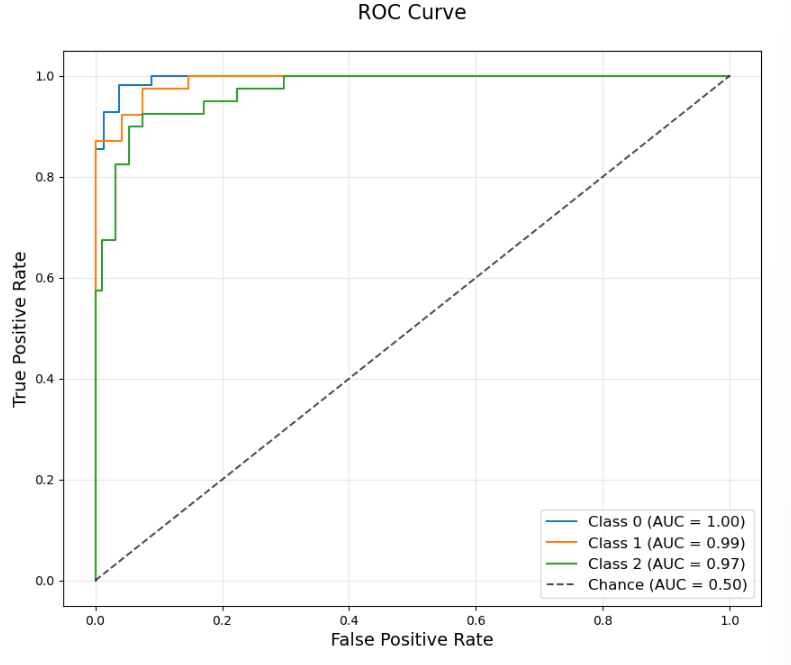 ROC Curve
True Positive Rate
1.0
0.8
0.6
0.4
0.2
0.0
0.0 0.2 0.4 0.6 0.8 1.0
False Positive Rate
Class 0 (AUC = 1.00)
Class 1 (AUC = 0.99)
Class 2 (AUC = 0.97)
Chance (AUC = 0.50)